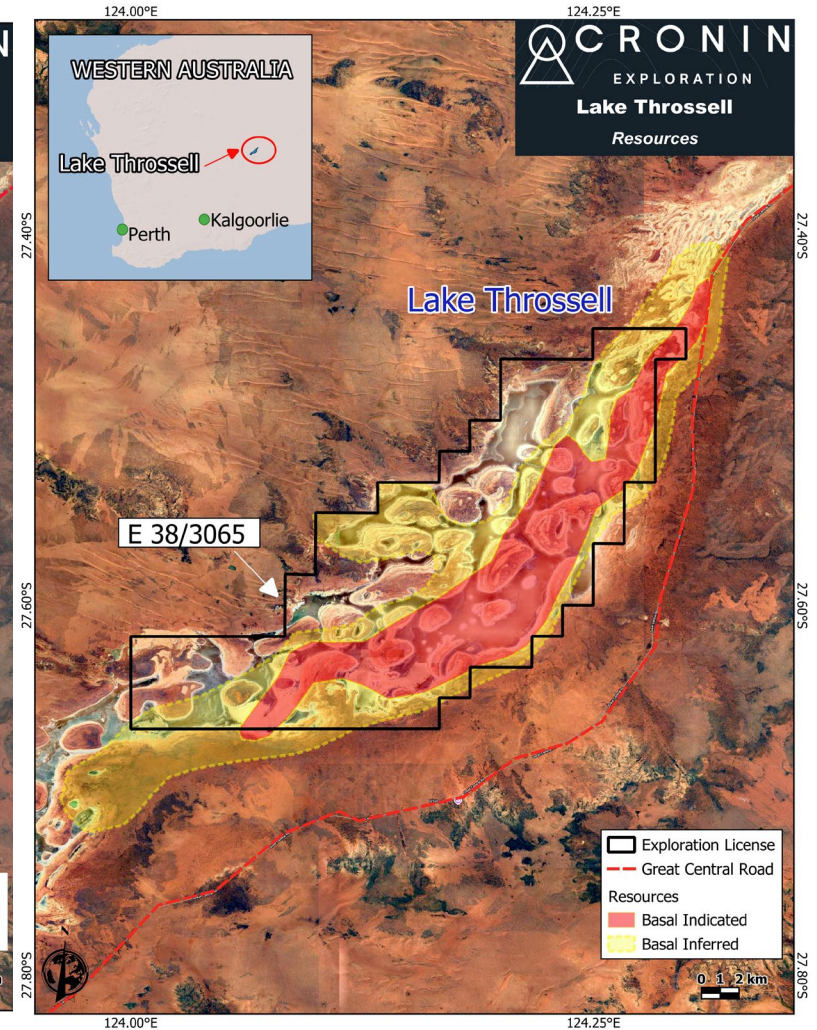 124.00°E
124.25°E
N
CRONIN
EXPLORATION
Lake Throssell
Resources
WESTERN AUSTRALIA
Lake Throssell
Kalgoorlie
Perth
27.40°S
27.40°S
Lake Throssell
E 38/3065
27.60°S
27.60°S
Exploration License
Great Central Road
Resources
Basal Indicated
Basal Inferred
N
0 1 2 km
27.80°S
27.80°S
124.00°E
124.25°E